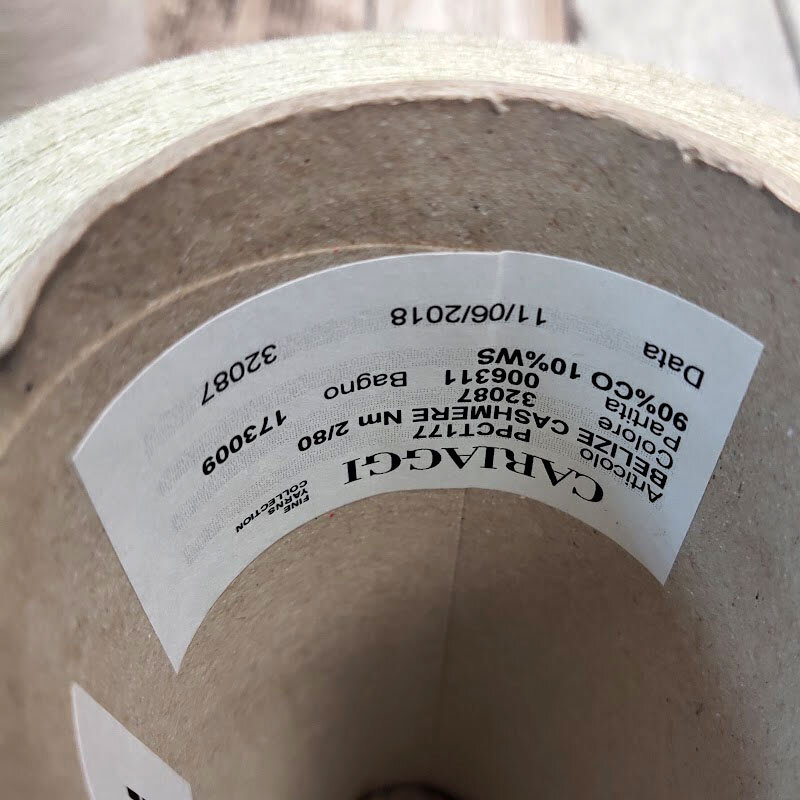 CARIAGGI
FINE
YARNS
COLLECTION
Articolo PPCT177
BELIZE CASHMERE Nm 2/80
Colore 32087 173009
Partita 006311 Bagno
90%CO 10%WS
32087
Data 11/06/2018